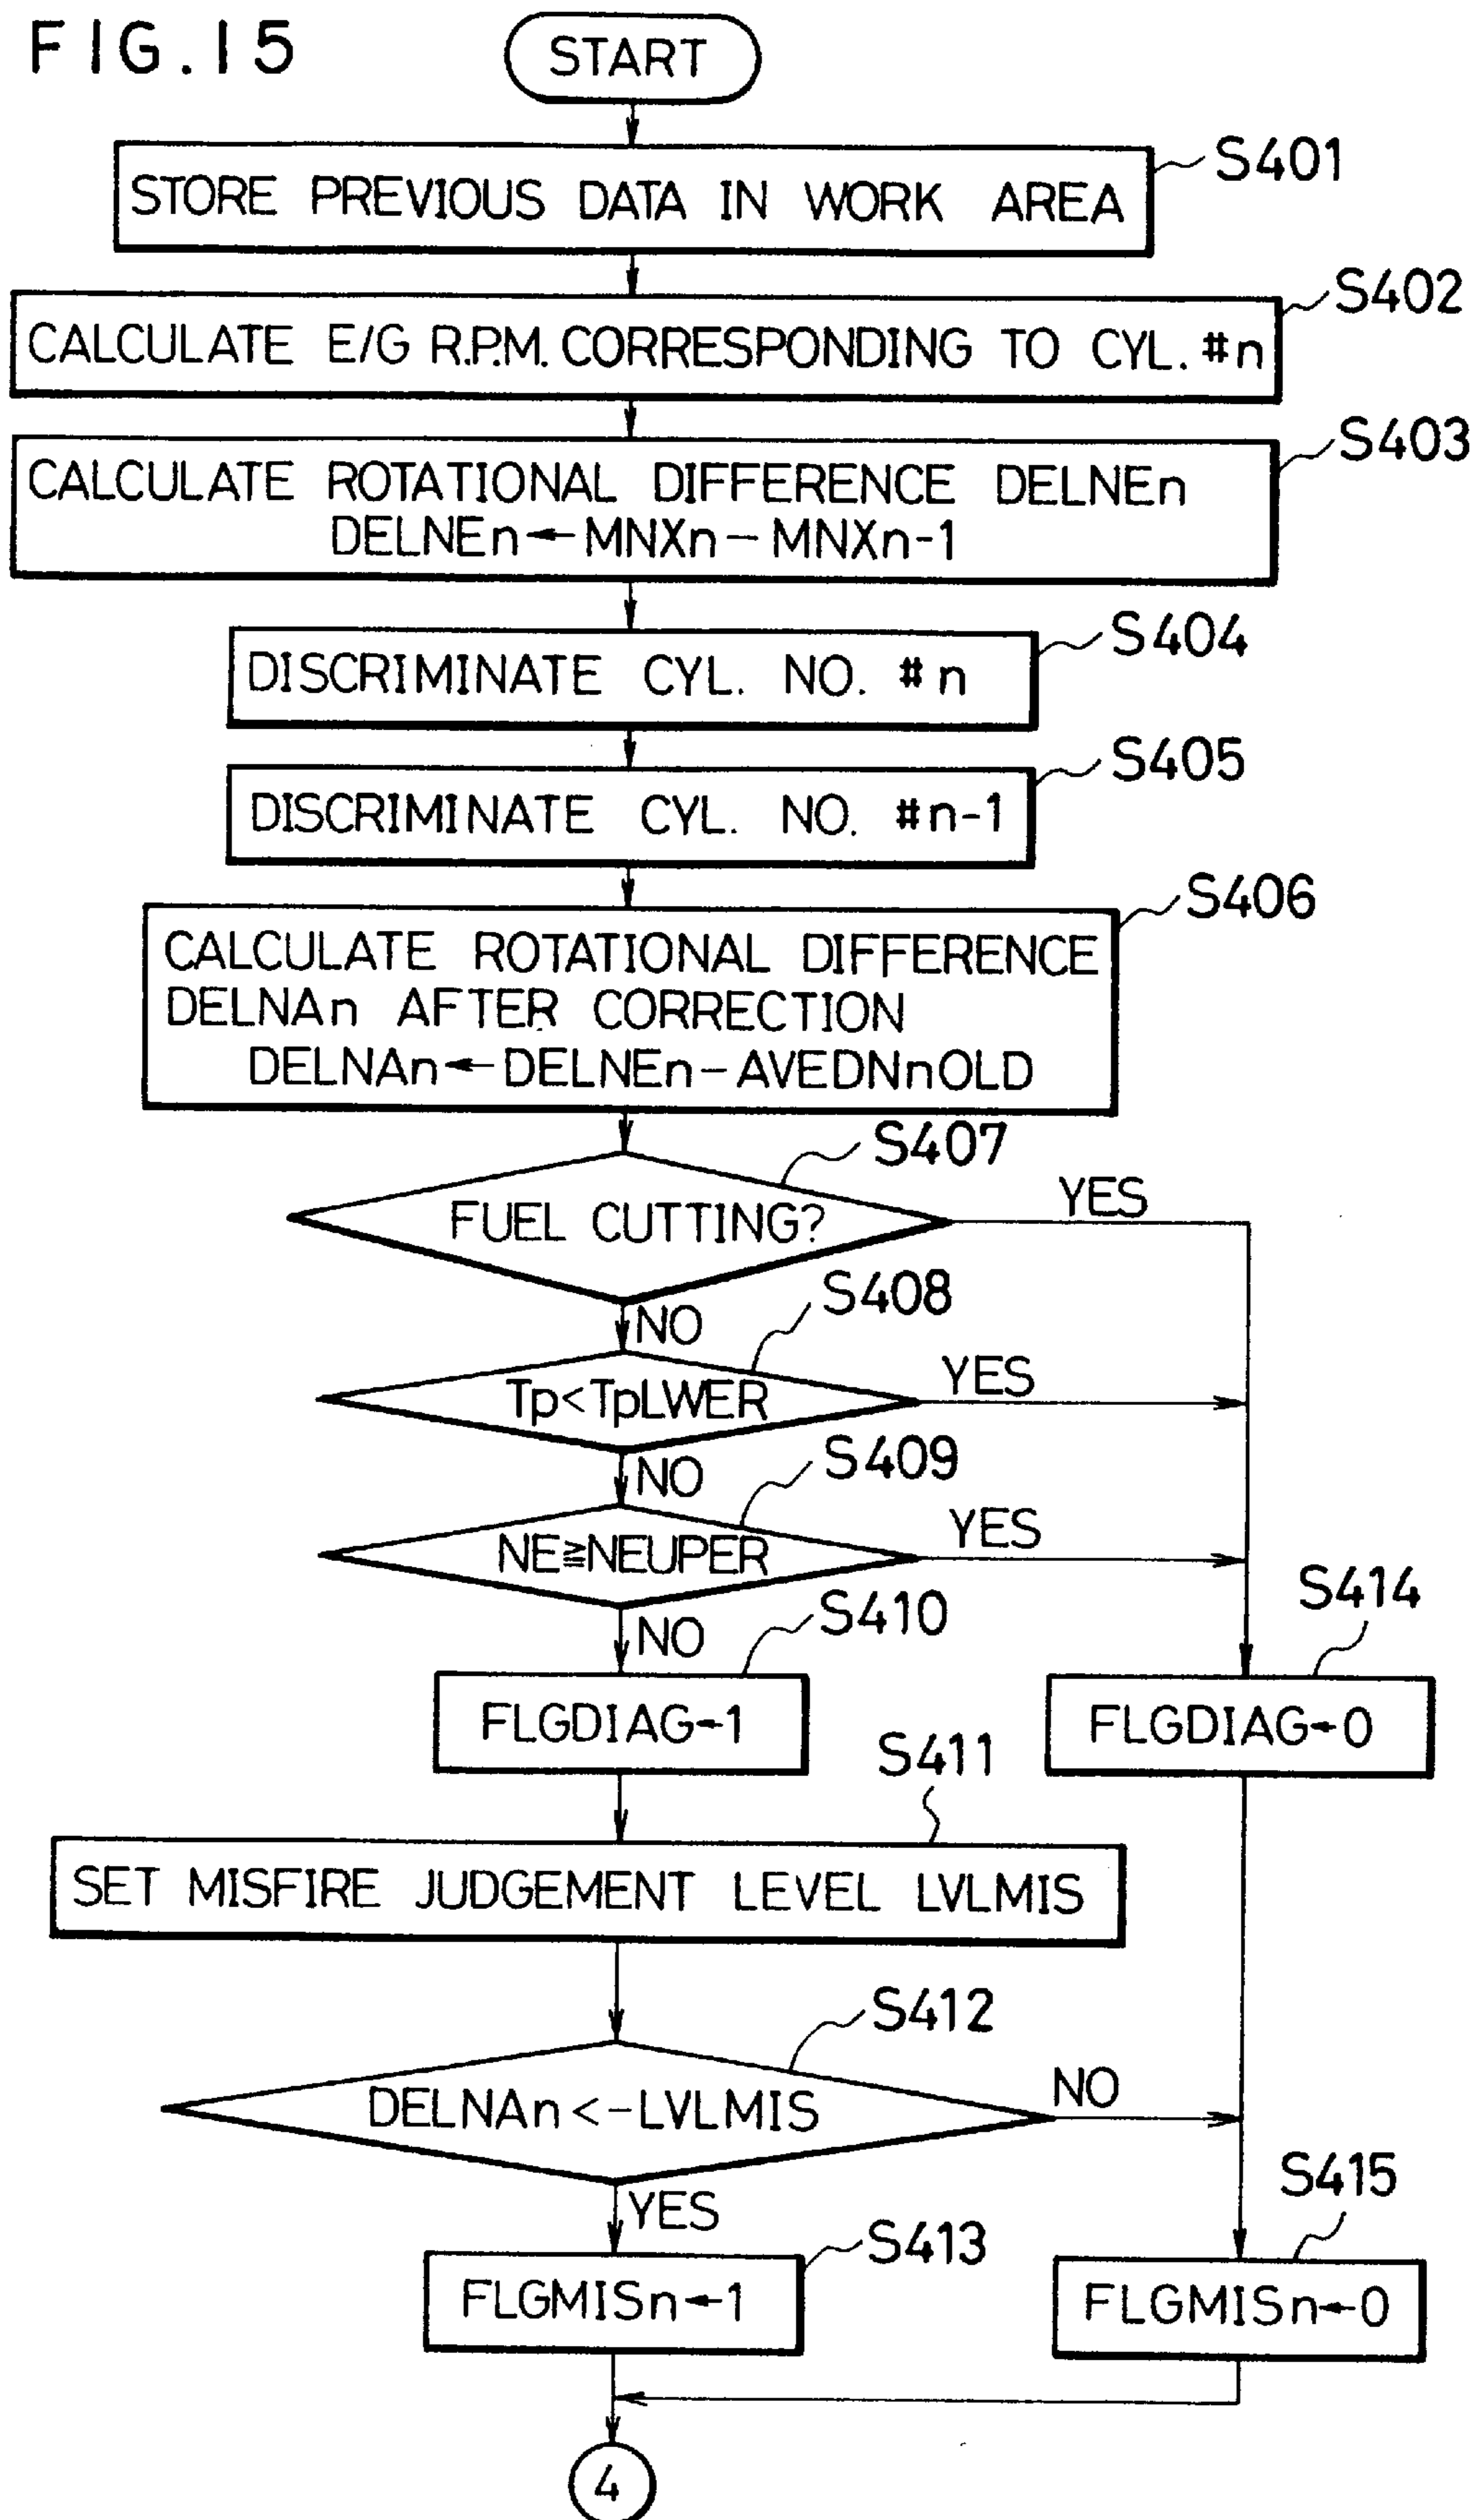 FIG.15
START
S401
STORE PREVIOUS DATA IN WORK AREA
S402
CALCULATE E/G R.P.M. CORRESPONDING TO CYL. #n
S403
CALCULATE ROTATIONAL DIFFERENCE DELNEn
DELNEn←MNXn-MNXn-1
S404
DISCRIMINATE CYL. NO. #n
S405
DISCRIMINATE CYL. NO. #n-1
S406
CALCULATE ROTATIONAL DIFFERENCE
DELNAn AFTER CORRECTION
DELNAn←DELNEn-AVEDNnOLD
S407
FUEL CUTTING?
YES
NO
S408
Tp<TpLWER
YES
NO
S409
NE≧NEUPER
YES
NO
S410
FLGDIAG←1
S414
FLGDIAG←0
S411
SET MISFIRE JUDGEMENT LEVEL LVLMIS
S412
DELNAn<-LVLMIS
NO
YES
S413
FLGMISn←1
S415
FLGMISn←0
4